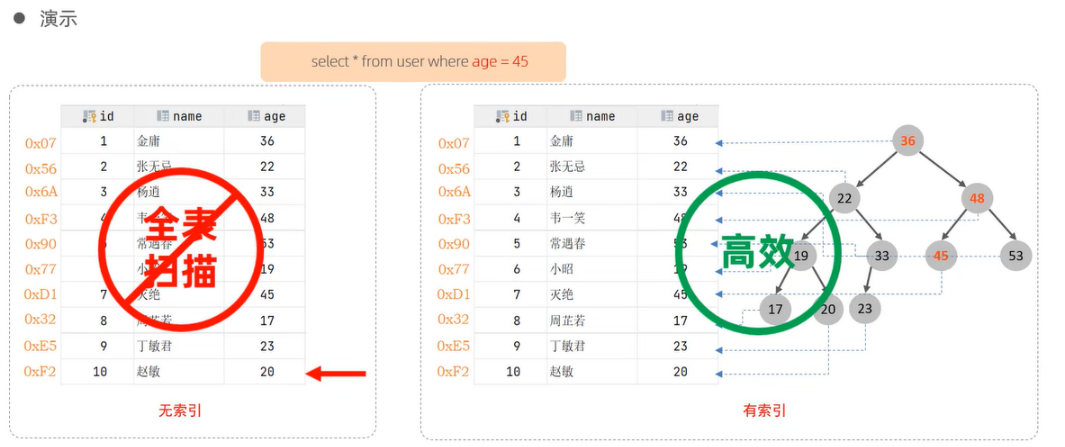 演示
select * from user where age = 45
id name age
0x07 1 金庸 36
0x56 2 张无忌 22
0x6A 3 杨逍 33
0xF3 4 韦一笑 48
0x90 5 常遇春 53
0x77 6 小昭 19
0xD1 7 灭绝 45
0x32 8 周芷若 17
0xE5 9 丁敏君 23
0xF2 10 赵敏 20
全表
扫描
无索引
id name age
0x07 1 金庸 36
0x56 2 张无忌 22
0x6A 3 杨逍 33
0xF3 4 韦一笑 48
0x90 5 常遇春 53
0x77 6 小昭 19
0xD1 7 灭绝 45
0x32 8 周芷若 17
0xE5 9 丁敏君 23
0xF2 10 赵敏 20
高效
36
22 48
19 33 45 53
17 20 23
有索引